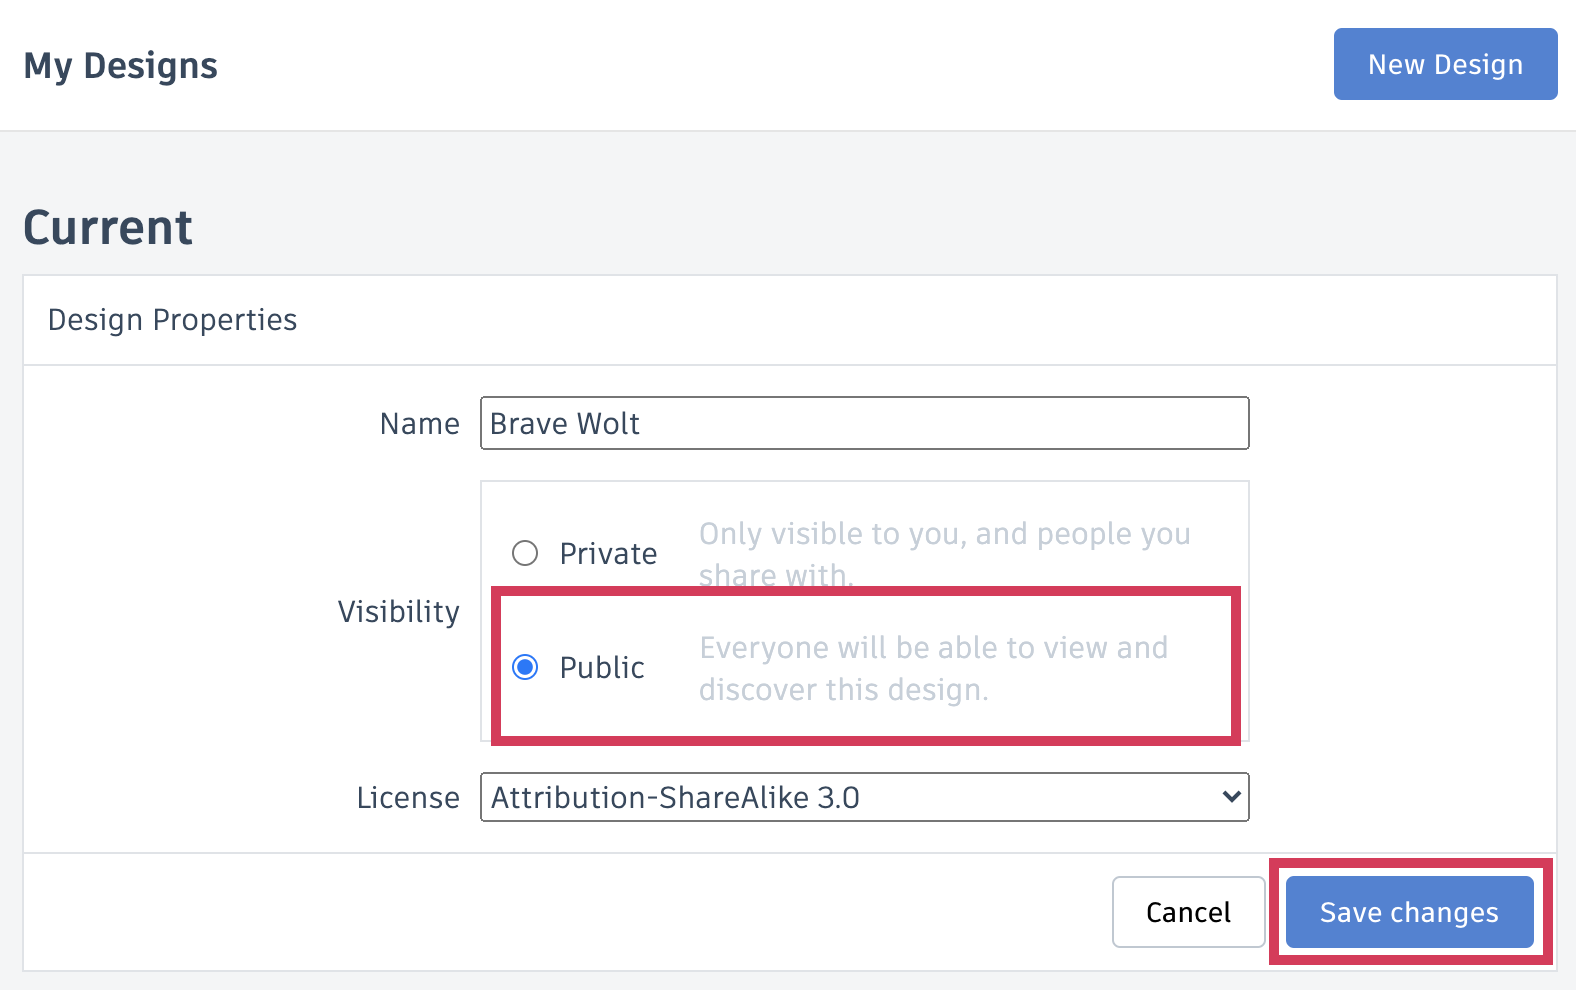 My Designs
New Design
Current
Design Properties
Name
Brave Wolt
Visibility
Private
Only visible to you, and people you
share with.
Public
Everyone will be able to view and
discover this design.
License
Attribution-ShareAlike 3.0
Cancel
Save changes